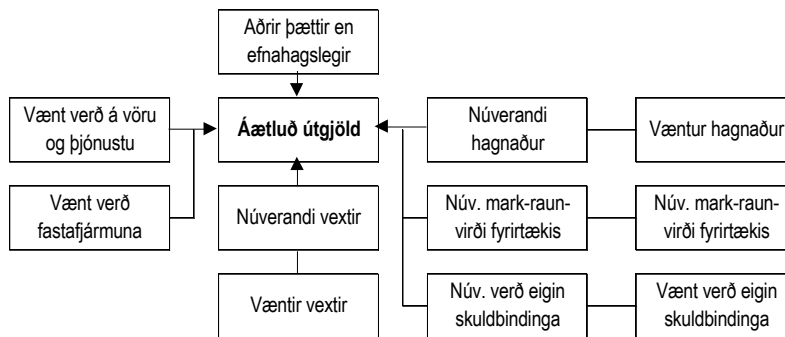 Aðrir þættir en
efnahagslegir
Vænt verð á vöru
og þjónustu
Áætluð útgjöld
Núverandi
hagnaður
Væntur hagnaður
Vænt verð
fastafjármuna
Núverandi vextir
Núv. mark-raun-
virði fyrirtækis
Núv. mark-raun-
virði fyrirtækis
Væntir vextir
Núv. verð eigin
skuldbindinga
Vænt verð eigin
skuldbindinga